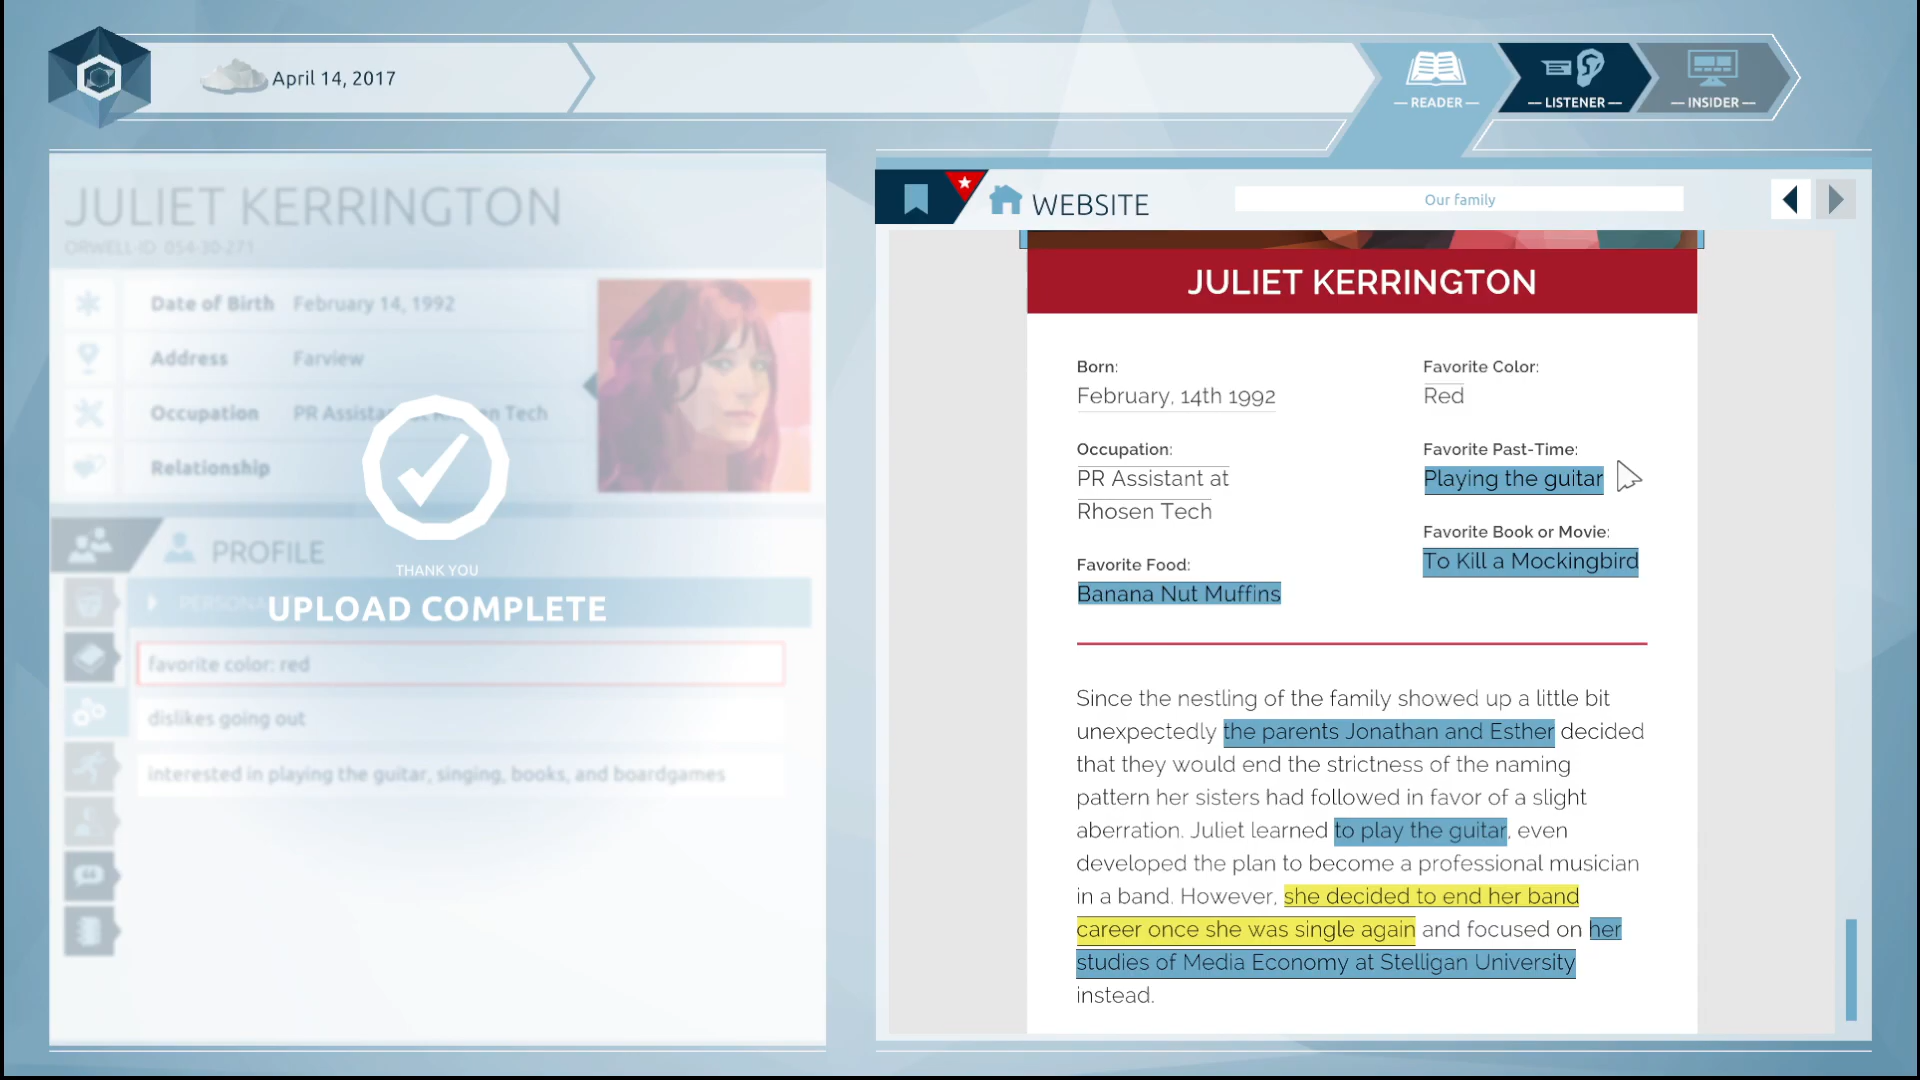 April 14, 2017
READER
LISTENER
INSIDER
JULIET KERRINGTON
ORWELL-ID: 054-30-271
Date of Birth February 14, 1992
Address Farview
Occupation PR Assistant at Rhosen Tech
Relationship
PROFILE
THANK YOU
UPLOAD COMPLETE
favorite color: red
dislikes going out
interested in playing the guitar, singing, books, and boardgames
WEBSITE
Our family
JULIET KERRINGTON
Born:
February, 14th 1992
Occupation:
PR Assistant at
Rhosen Tech
Favorite Food:
Banana Nut Muffins
Favorite Color:
Red
Favorite Past-Time:
Playing the guitar
Favorite Book or Movie:
To Kill a Mockingbird
Since the nestling of the family showed up a little bit
unexpectedly the parents Jonathan and Esther decided
that they would end the strictness of the naming
pattern her sisters had followed in favor of a slight
aberration. Juliet learned to play the guitar, even
developed the plan to become a professional musician
in a band. However, she decided to end her band
career once she was single again and focused on her
studies of Media Economy at Stelligan University
instead.